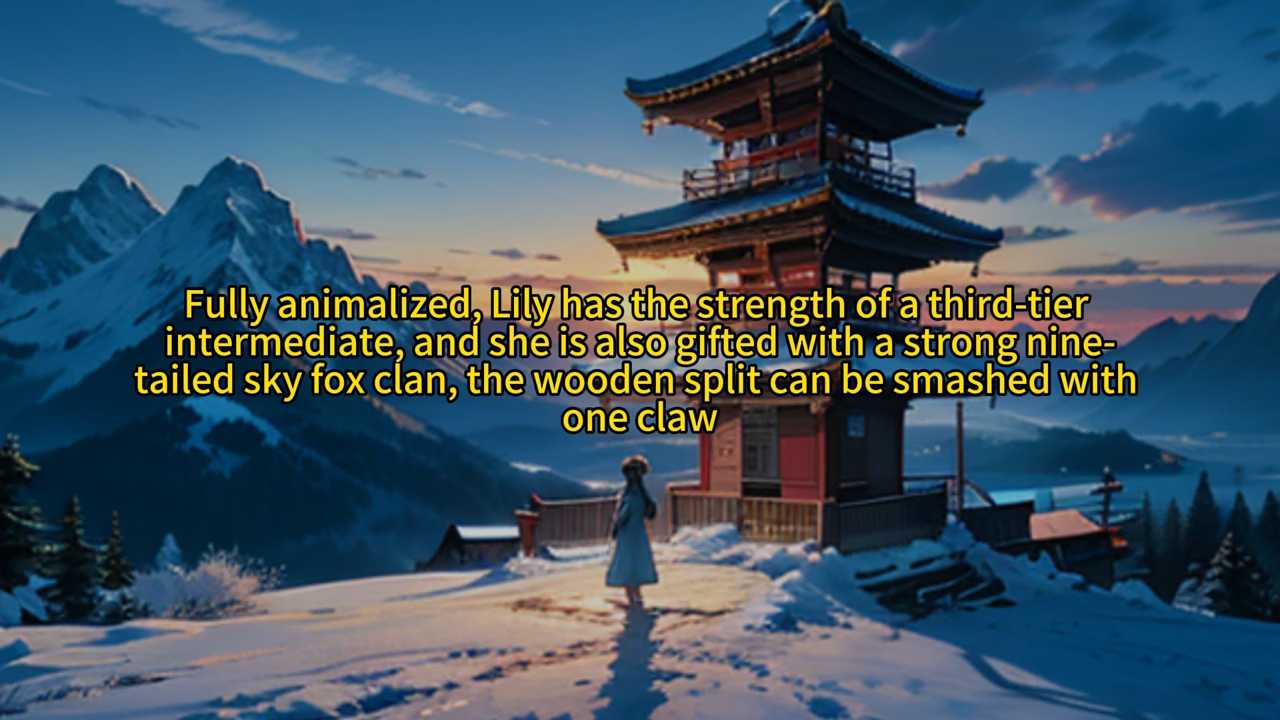 Fully animalized, Lily has the strength of a third-tier
intermediate, and she is also gifted with a strong nine-
tailed sky fox clan, the wooden split can be smashed with
one claw